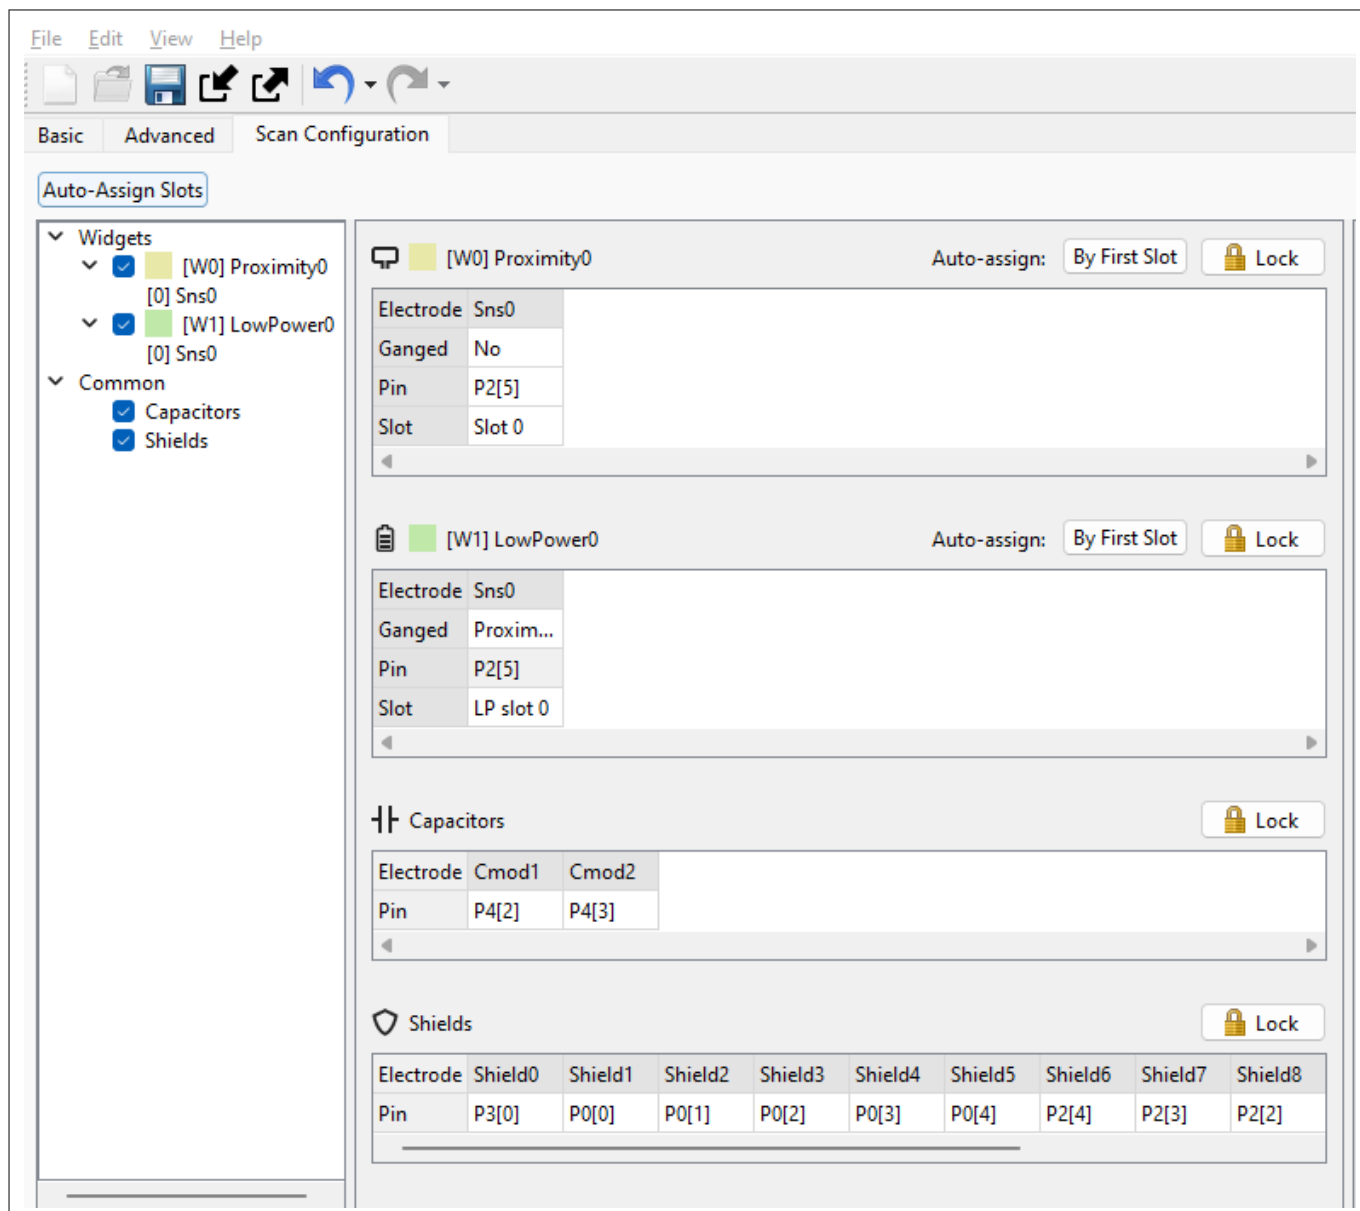 File Edit View Help
Basic Advanced Scan Configuration
Auto-Assign Slots
Widgets
[W0] Proximity0
[0] Sns0
[W1] LowPower0
[0] Sns0
Common
Capacitors
Shields
[W0] Proximity0 Auto-assign: By First Slot Lock
Electrode Sns0
Ganged No
Pin P2[5]
Slot Slot 0
[W1] LowPower0 Auto-assign: By First Slot Lock
Electrode Sns0
Ganged Proxim...
Pin P2[5]
Slot LP slot 0
Capacitors Lock
Electrode Cmod1 Cmod2
Pin P4[2] P4[3]
Shields Lock
Electrode Shield0 Shield1 Shield2 Shield3 Shield4 Shield5 Shield6 Shield7 Shield8
Pin P3[0] P0[0] P0[1] P0[2] P0[3] P0[4] P2[4] P2[3] P2[2]